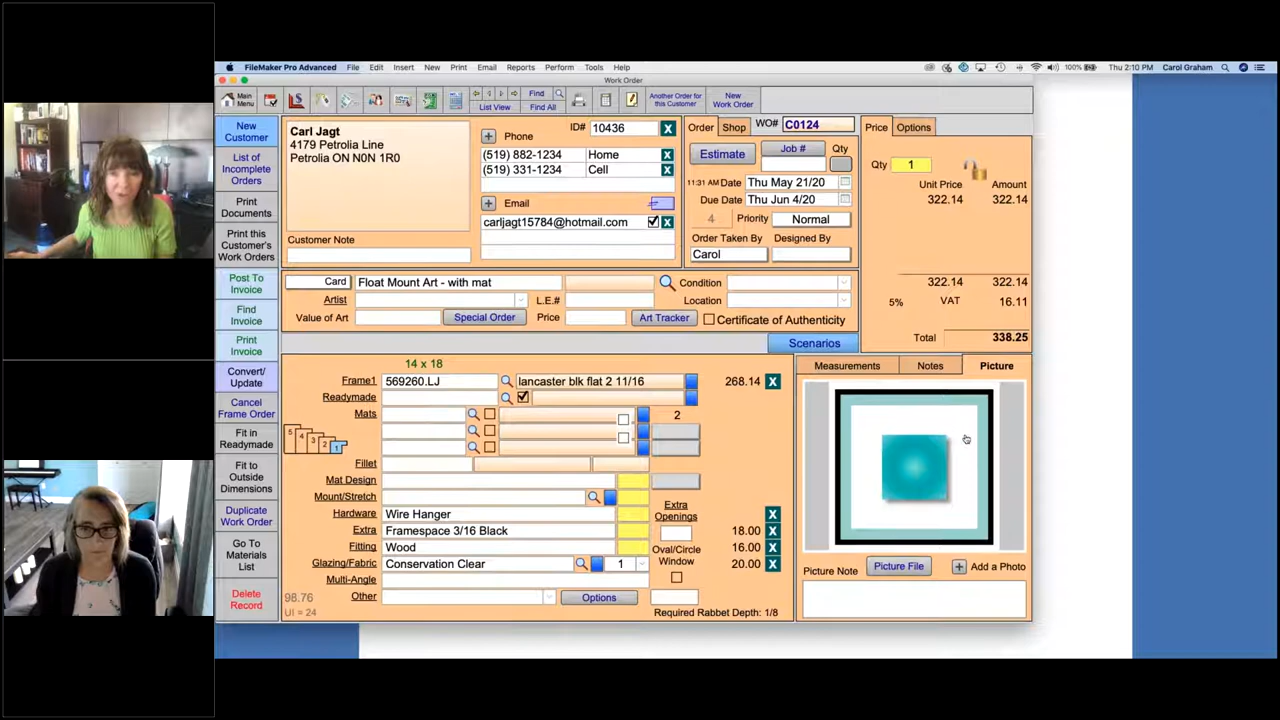 FileMaker Pro Advanced File Edit Insert New Print Email Reports Perform Tools Help 100% Thu 2:10 PM Carol Graham
Work Order
Main Menu
List View
Find
Find All
Another Order for this Customer
New Work Order
New Customer
List of Incomplete Orders
Print Documents
Print this Customer's Work Orders
Post To Invoice
Find Invoice
Print Invoice
Convert/ Update
Cancel Frame Order
Fit in Readymade
Fit to Outside Dimensions
Duplicate Work Order
Go To Materials List
Delete Record
Carl Jagt
4179 Petrolia Line
Petrolia ON N0N 1R0
Customer Note
ID# 10436 X
+ Phone
(519) 882-1234 Home X
(519) 331-1234 Cell X
+ Email
carljagt15784@hotmail.com X
Order Shop WO# C0124
Estimate Job # Qty
11:31 AM Date Thu May 21/20
Due Date Thu Jun 4/20
4 Priority Normal
Order Taken By Designed By
Carol
Price Options
Qty 1
Unit Price Amount
322.14 322.14
322.14 322.14
5% VAT 16.11
Total 338.25
Card Float Mount Art - with mat Condition
Artist L.E.# Location
Value of Art Special Order Price Art Tracker Certificate of Authenticity
Scenarios
14 x 18
Frame1 569260.LJ lancaster blk flat 2 11/16 268.14 X
Readymade
Mats 2
5 4 3 2 1
Fillet
Mat Design
Mount/Stretch
Extra Openings
Hardware Wire Hanger X
Extra Framespace 3/16 Black 18.00 X
Fitting Wood 16.00 X
Oval/Circle Window
Glazing/Fabric Conservation Clear 1 20.00 X
Multi-Angle
Other Options
98.76
UI = 24
Required Rabbet Depth: 1/8
Measurements Notes Picture
Picture Note Picture File + Add a Photo